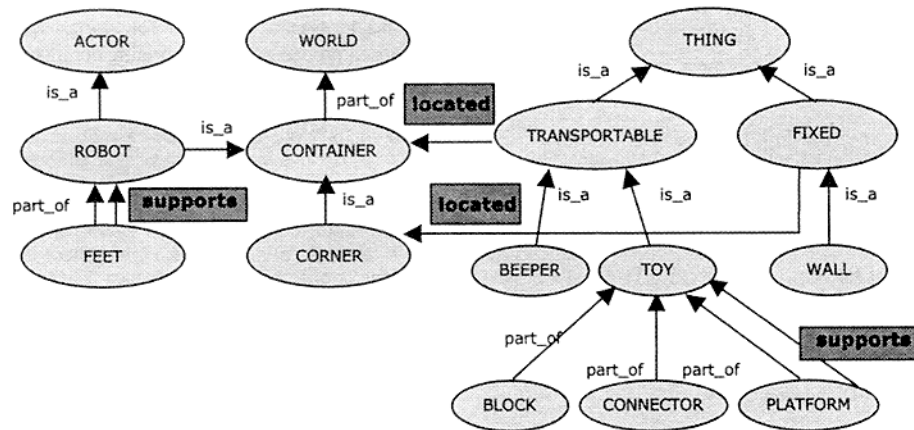 ACTOR
WORLD
THING
is_a
part_of
located
is_a
is_a
ROBOT
is_a
CONTAINER
TRANSPORTABLE
FIXED
part_of
supports
is_a
located
is_a
is_a
is_a
FEET
CORNER
BEEPER
TOY
WALL
part_of
supports
part_of
part_of
BLOCK
CONNECTOR
PLATFORM